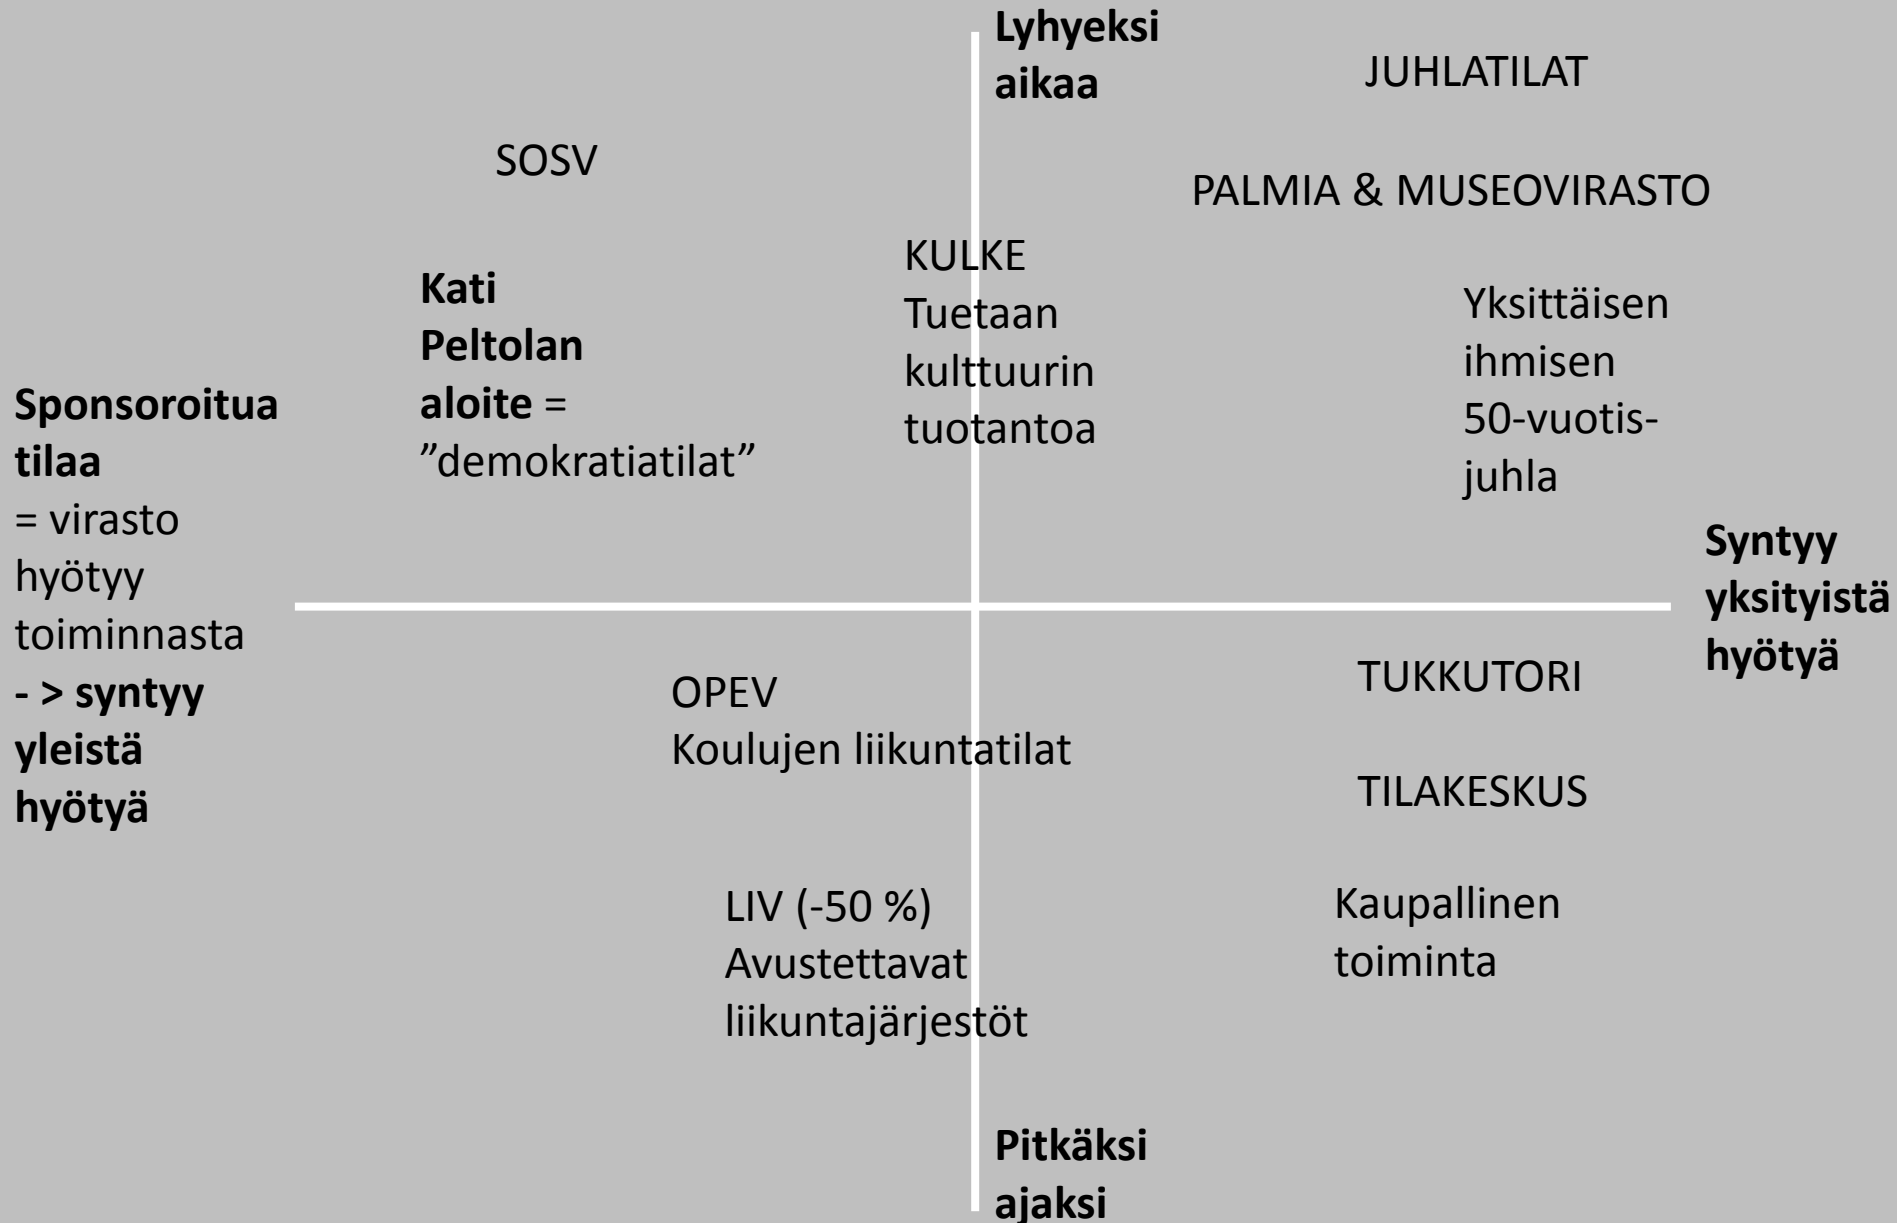 Lyhyeksi
aikaa
JUHLATILAT
SOSV
PALMIA & MUSEOVIRASTO
KULKE
Tuetaan
kulttuurin
tuotantoa
Kati
Peltolan
aloite =
”demokratiatilat”
Yksittäisen
ihmisen
50-vuotis-
juhla
Sponsoroitua
tilaa
= virasto
hyötyy
toiminnasta
- > syntyy
yleistä
hyötyä
Syntyy
yksityistä
hyötyä
OPEV
Koulujen liikuntatilat
TUKKUTORI
TILAKESKUS
LIV (-50 %)
Avustettavat
liikuntajärjestöt
Kaupallinen
toiminta
Pitkäksi
ajaksi